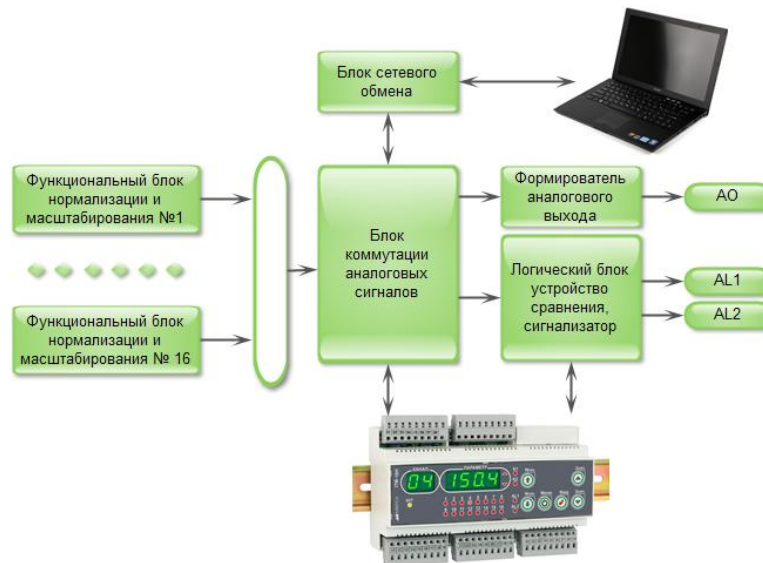 Блок сетевого
обмена
Функциональный блок
нормализации и
масштабирования №1
Функциональный блок
нормализации и
масштабирования № 16
Блок
коммутации
аналоговых
сигналов
Формирователь
аналогового
выхода
AO
Логический блок
устройство
сравнения,
сигнализатор
AL1
AL2
04
150.4